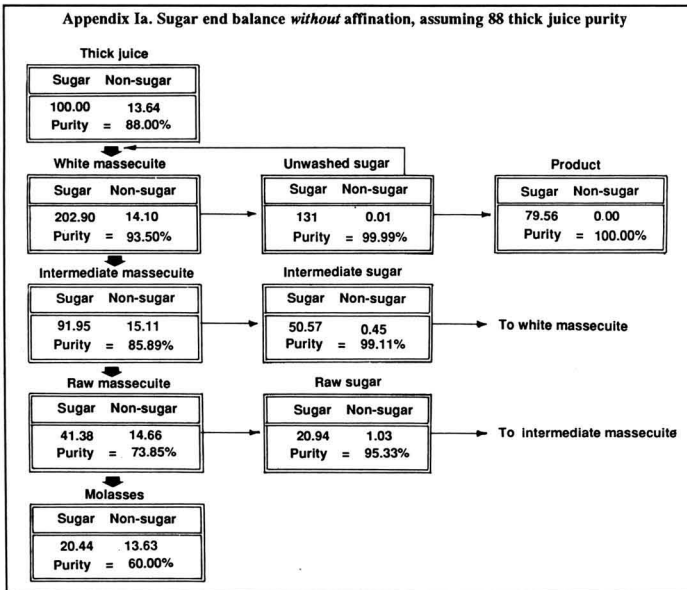 Appendix Ia. Sugar end balance without affination, assuming 88 thick juice purity
Thick juice
Sugar Non-sugar
100.00 13.64
Purity = 88.00%
White massecuite
Sugar Non-sugar
202.90 14.10
Purity = 93.50%
Unwashed sugar
Sugar Non-sugar
131 0.01
Purity = 99.99%
Product
Sugar Non-sugar
79.56 0.00
Purity = 100.00%
Intermediate massecuite
Sugar Non-sugar
91.95 15.11
Purity = 85.89%
Intermediate sugar
Sugar Non-sugar
50.57 0.45
Purity = 99.11%
To white massecuite
Raw massecuite
Sugar Non-sugar
41.38 14.66
Purity = 73.85%
Raw sugar
Sugar Non-sugar
20.94 1.03
Purity = 95.33%
To intermediate massecuite
Molasses
Sugar Non-sugar
20.44 13.63
Purity = 60.00%